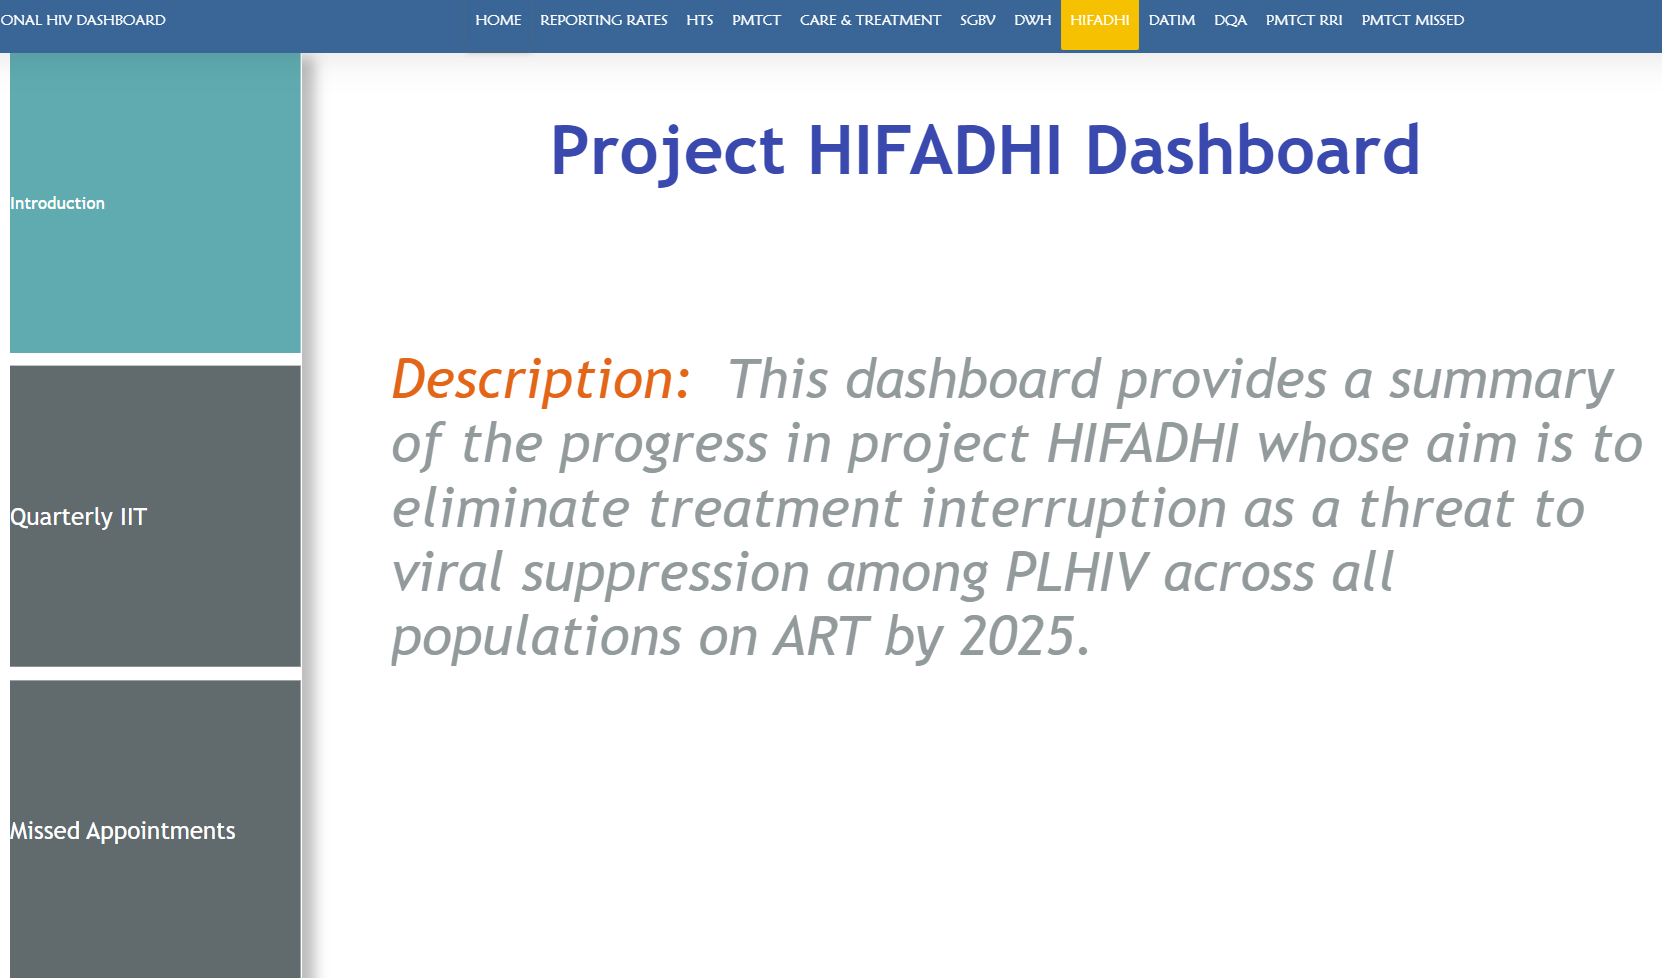 ONAL HIV DASHBOARD
HOME REPORTING RATES HTS PMTCT CARE & TREATMENT SGBV DWH HIFADHI DATIM DQA PMTCT RRI PMTCT MISSED
Introduction
Quarterly IIT
Missed Appointments
Project HIFADHI Dashboard
Description: This dashboard provides a summary
of the progress in project HIFADHI whose aim is to
eliminate treatment interruption as a threat to
viral suppression among PLHIV across all
populations on ART by 2025.